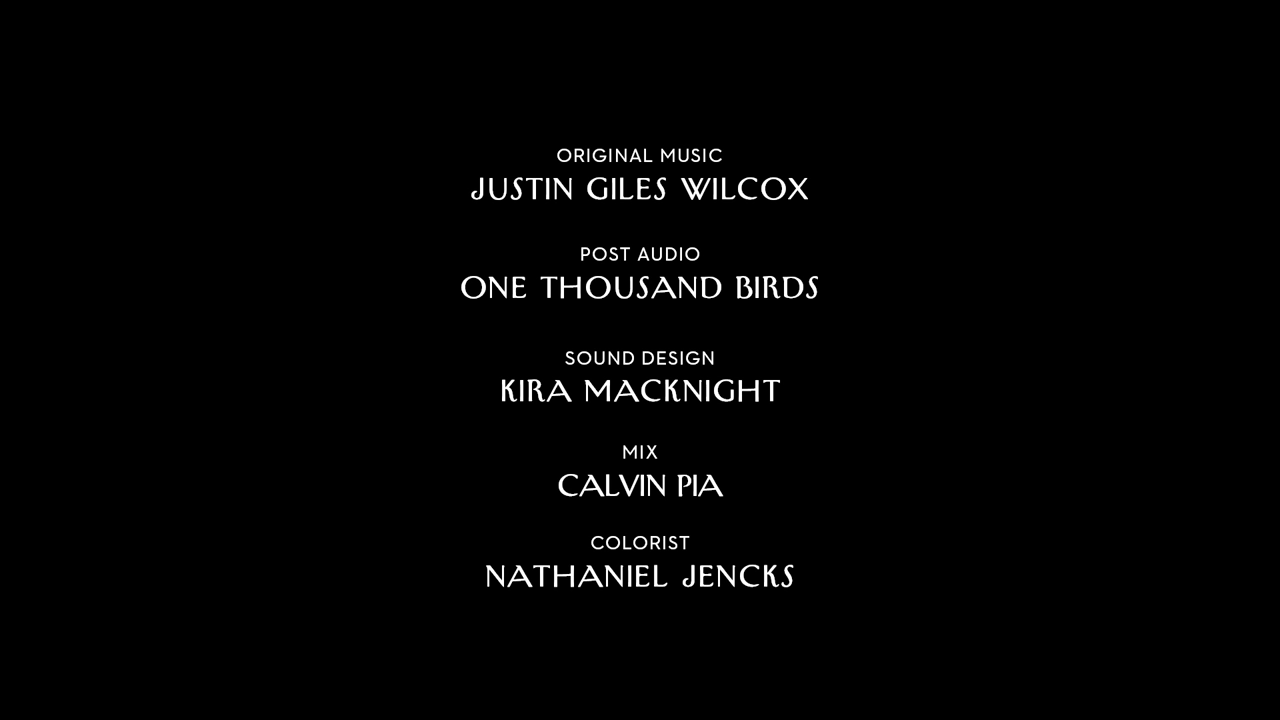 ORIGINAL MUSIC
JUSTIN GILES WILCOX
POST AUDIO
ONE THOUSAND BIRDS
SOUND DESIGN
KIRA MACKNIGHT
MIX
CALVIN PIA
COLORIST
NATHANIEL JENCKS